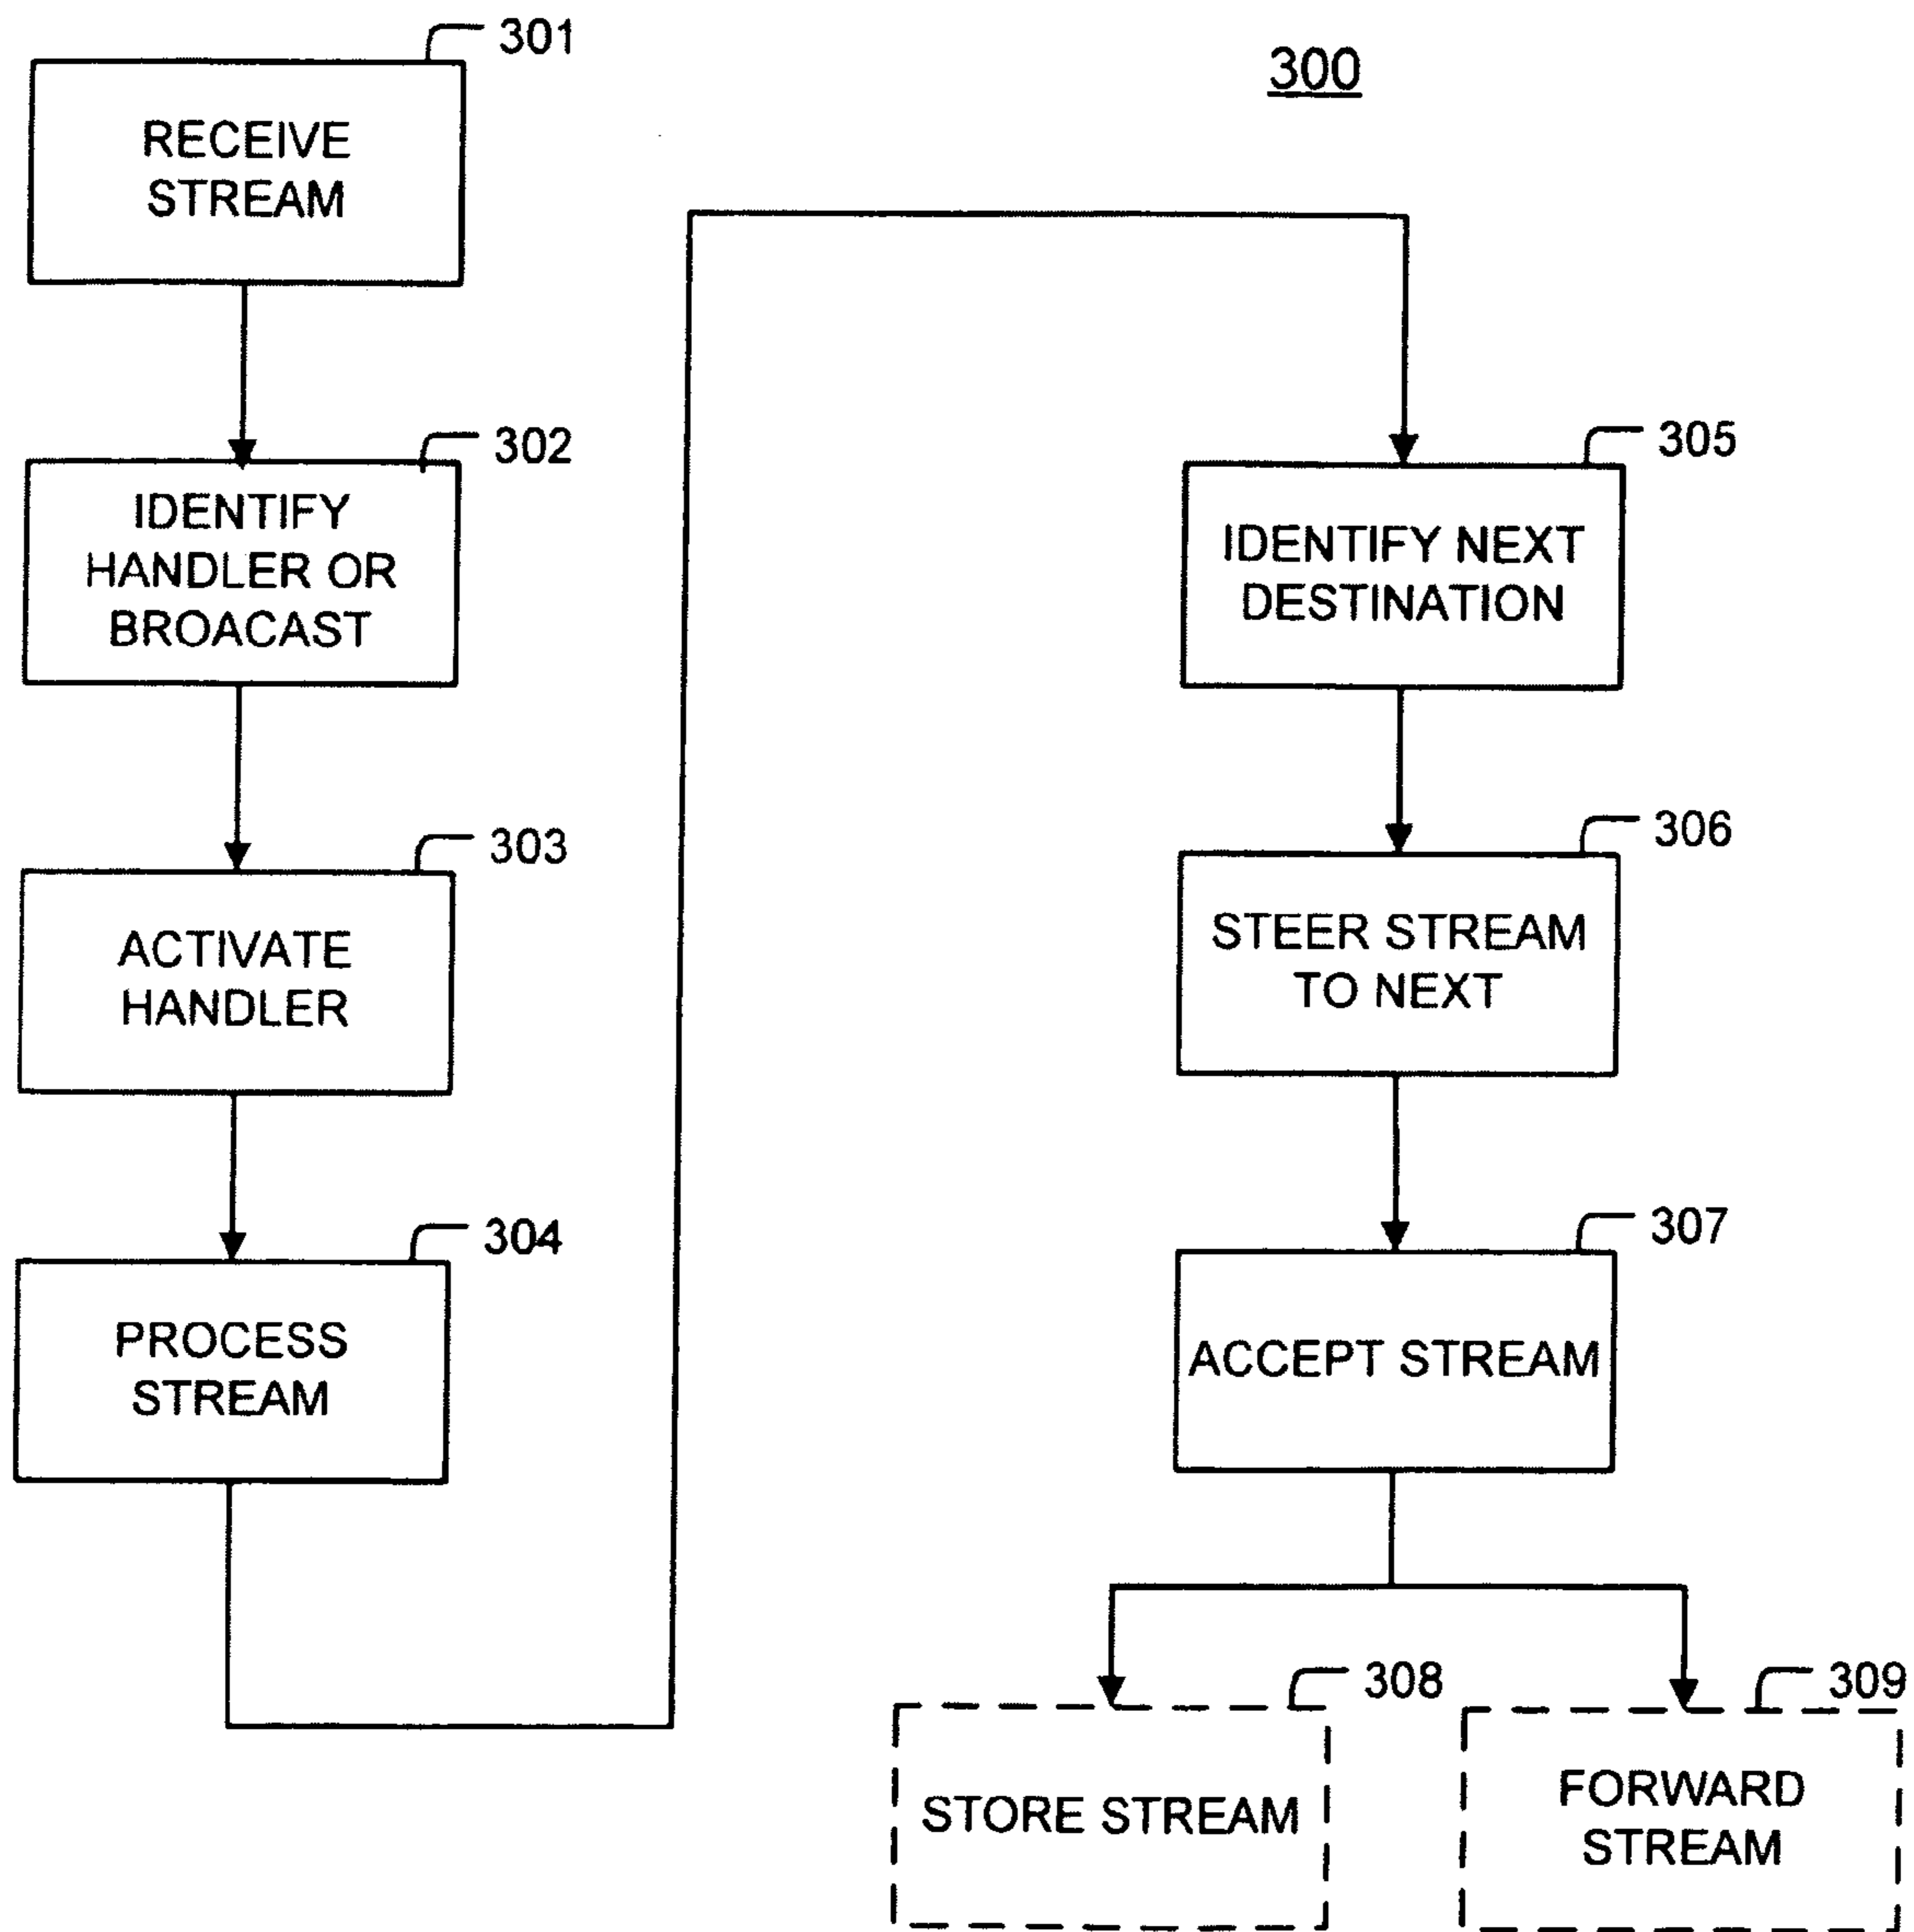 301
RECEIVE
STREAM
302
IDENTIFY
HANDLER OR
BROACAST
303
ACTIVATE
HANDLER
304
PROCESS
STREAM
300
305
IDENTIFY NEXT
DESTINATION
306
STEER STREAM
TO NEXT
307
ACCEPT STREAM
308
STORE STREAM
309
FORWARD
STREAM